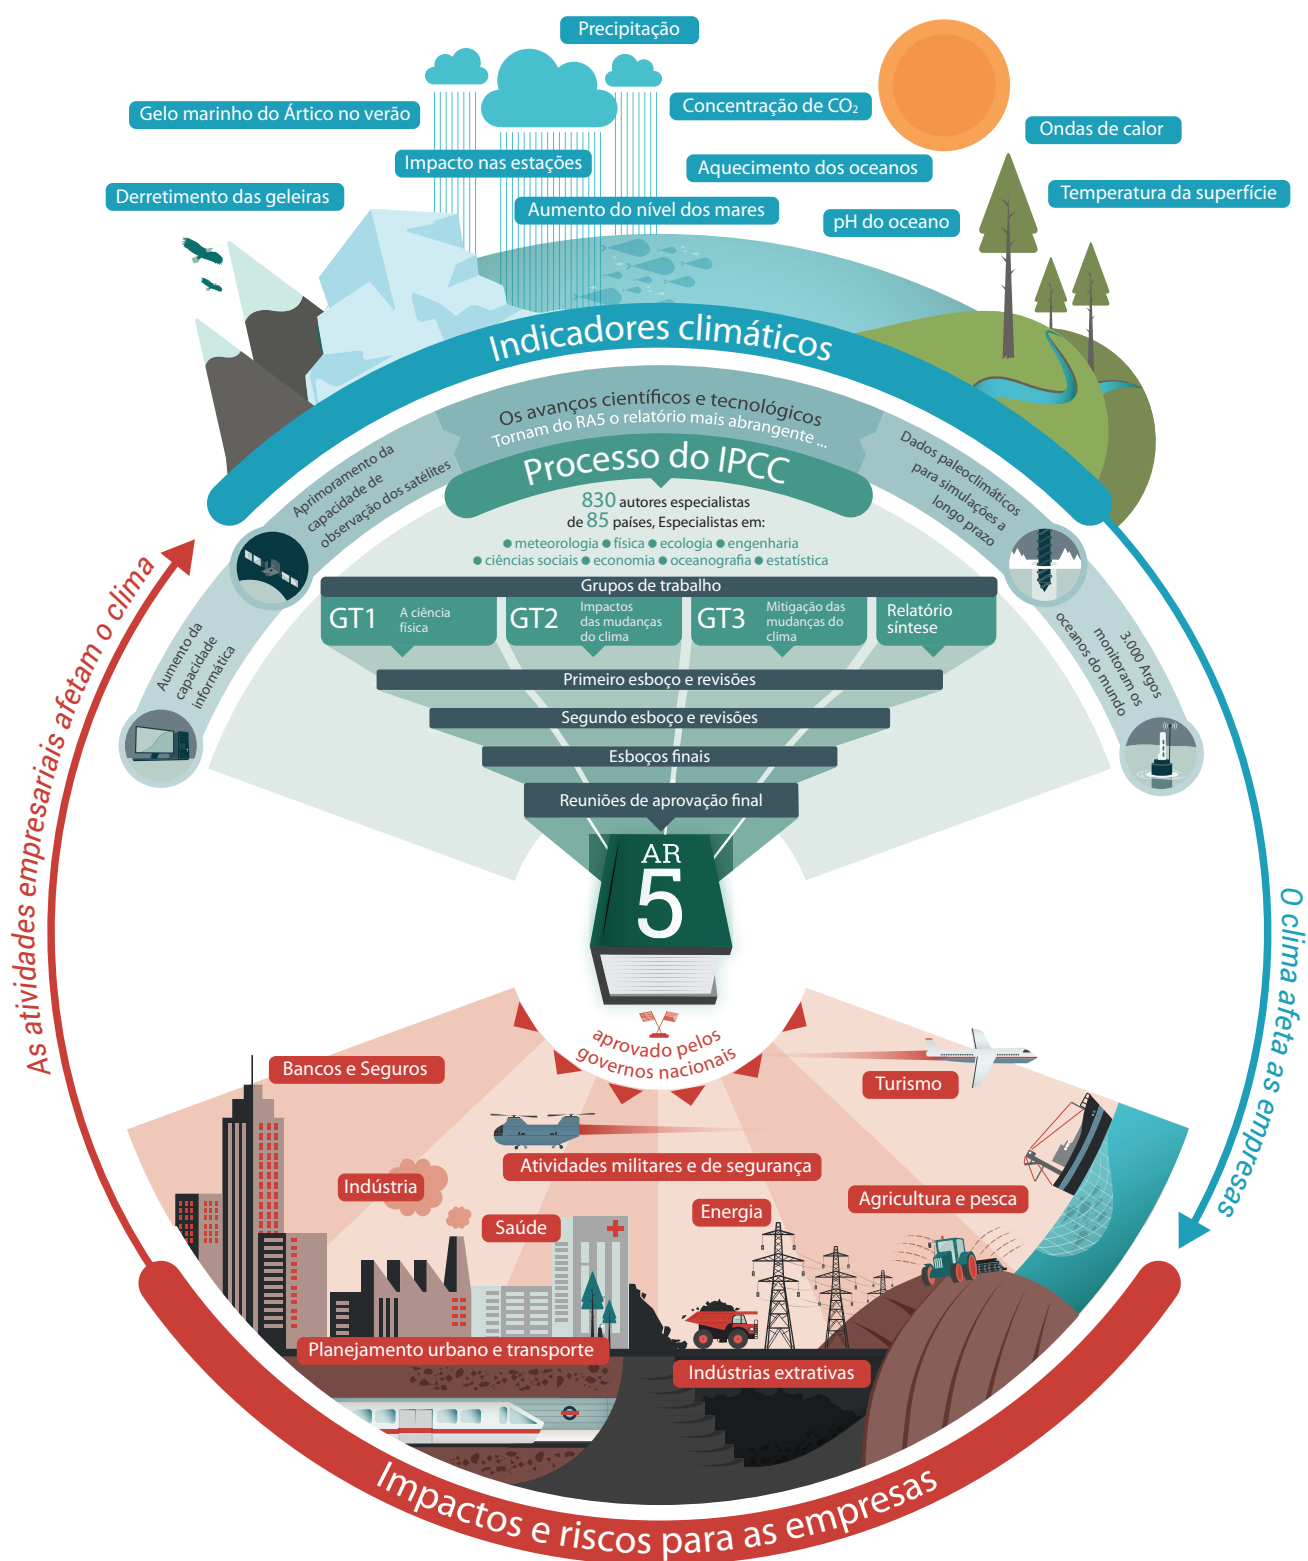 Precipitação
Gelo marinho do Ártico no verão
Concentração de CO₂
Ondas de calor
Impacto nas estações
Aquecimento dos oceanos
Derretimento das geleiras
Temperatura da superfície
Aumento do nível dos mares
pH do oceano
Indicadores climáticos
Os avanços científicos e tecnológicos
Tornam do RA5 o relatório mais abrangente ...
Aprimoramento da
capacidade de
observação dos satélites
Dados paleoclimáticos
para simulações a
longo prazo
Aumento da
capacidade
informática
3.000 Argos
monitoram os
oceanos do mundo
Processo do IPCC
830 autores especialistas
de 85 países, Especialistas em:
● meteorologia ● física ● ecologia ● engenharia
● ciências sociais ● economia ● oceanografia ● estatística
Grupos de trabalho
GT1
A ciência
física
GT2
Impactos
das mudanças
do clima
GT3
Mitigação das
mudanças do
clima
Relatório
síntese
Primeiro esboço e revisões
Segundo esboço e revisões
Esboços finais
Reuniões de aprovação final
AR
5
aprovado pelos
governos nacionais
As atividades empresariais afetam o clima
O clima afeta as empresas
Bancos e Seguros
Turismo
Atividades militares e de segurança
Indústria
Agricultura e pesca
Energia
Saúde
Planejamento urbano e transporte
Indústrias extrativas
Impactos e riscos para as empresas